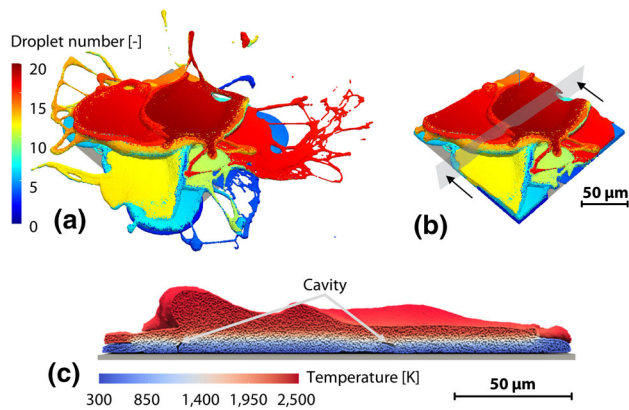 Droplet number [-]
20
15
10
5
0
(a)
(b)
50 µm
Cavity
(c)
Temperature [K]
300 850 1,400 1,950 2,500
50 µm